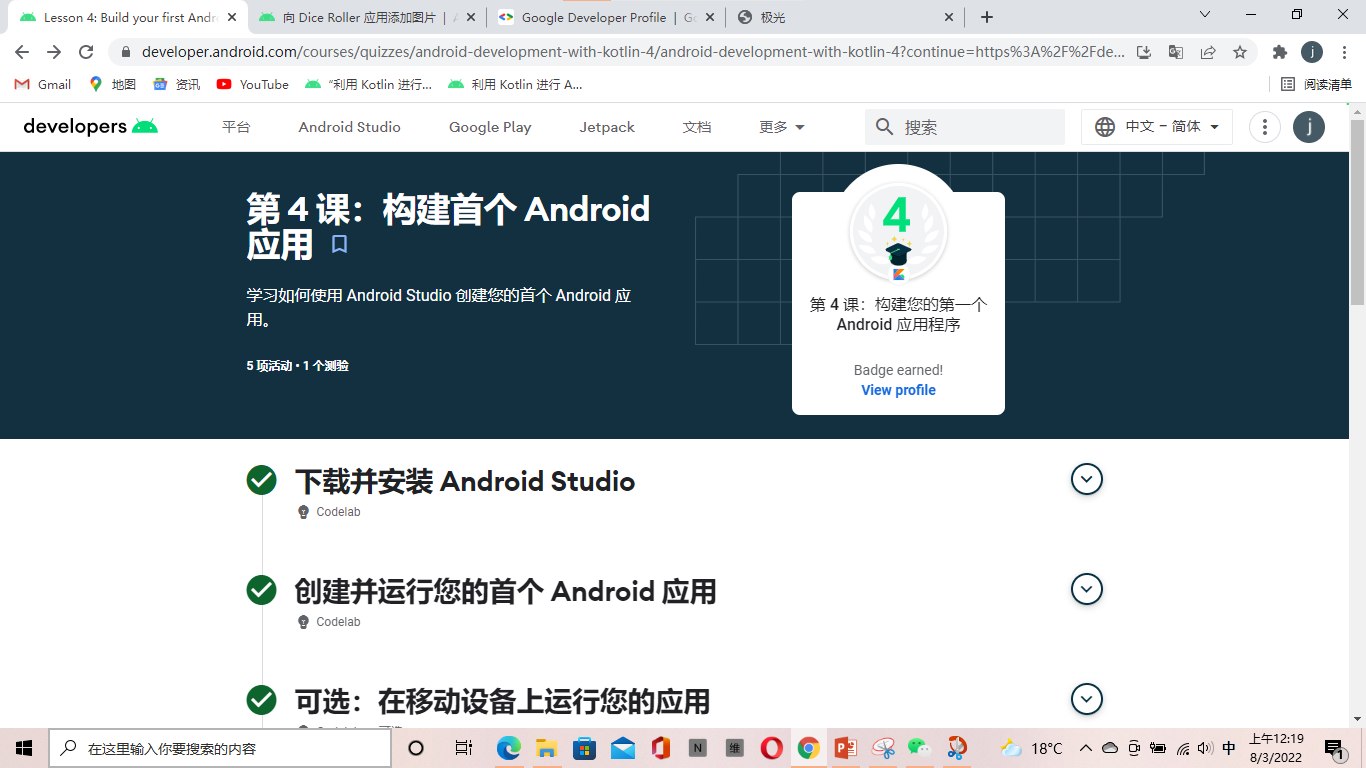 Lesson 4: Build your first Andr
向 Dice Roller 应用添加图片 | A
Google Developer Profile | Go
极光
developer.android.com/courses/quizzes/android-development-with-kotlin-4/android-development-with-kotlin-4?continue=https%3A%2F%2Fde...
j
Gmail
地图
资讯
YouTube
“利用 Kotlin 进行...
利用 Kotlin 进行 A...
阅读清单
developers
平台
Android Studio
Google Play
Jetpack
文档
更多
搜索
中文 – 简体
j
第 4 课：构建首个 Android
应用
学习如何使用 Android Studio 创建您的首个 Android 应
用。
5 项活动 • 1 个测验
4
第 4 课：构建您的第一个
Android 应用程序
Badge earned!
View profile
下载并安装 Android Studio
Codelab
创建并运行您的首个 Android 应用
Codelab
可选：在移动设备上运行您的应用
在这里输入你要搜索的内容
N
维
18°C
中
上午12:19
8/3/2022
1